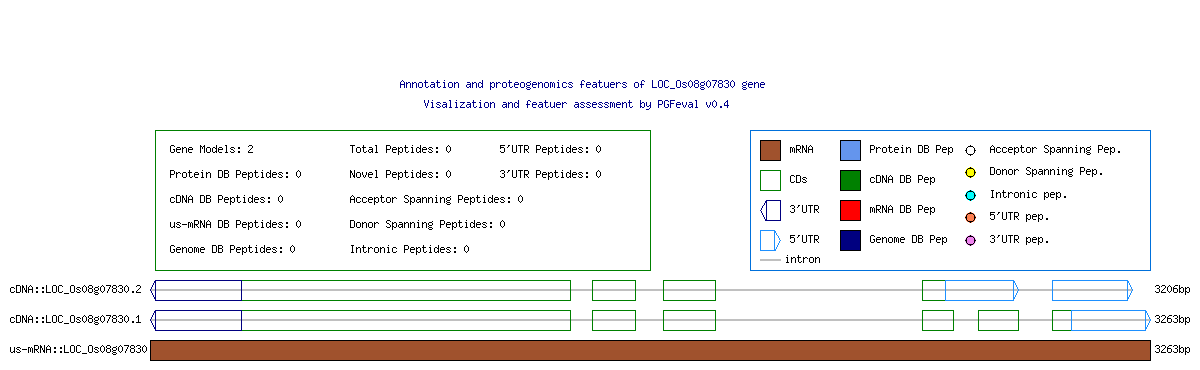 Annotation and proteogenomics featuers of LOC_Os08g07830 gene
Visalization and featuer assessment by PGFeval v0.4
Gene Models: 2 Total Peptides: 0 5'UTR Peptides: 0
Protein DB Peptides: 0 Novel Peptides: 0 3'UTR Peptides: 0
cDNA DB Peptides: 0 Acceptor Spanning Peptides: 0
us-mRNA DB Peptides: 0 Donor Spanning Peptides: 0
Genome DB Peptides: 0 Intronic Peptides: 0
mRNA Protein DB Pep Acceptor Spanning Pep.
CDs cDNA DB Pep Donor Spanning Pep.
3'UTR mRNA DB Pep Intronic pep.
5'UTR Genome DB Pep 5'UTR pep.
intron 3'UTR pep.
cDNA::LOC_Os08g07830.2 3206bp
cDNA::LOC_Os08g07830.1 3263bp
us-mRNA::LOC_Os08g07830 3263bp